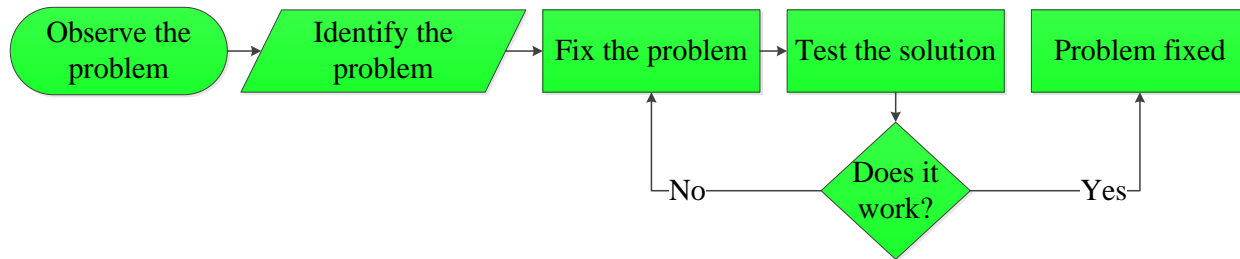 Observe the
problem
Identify the
problem
Fix the problem
Test the solution
Problem fixed
Does it
work?
No
Yes